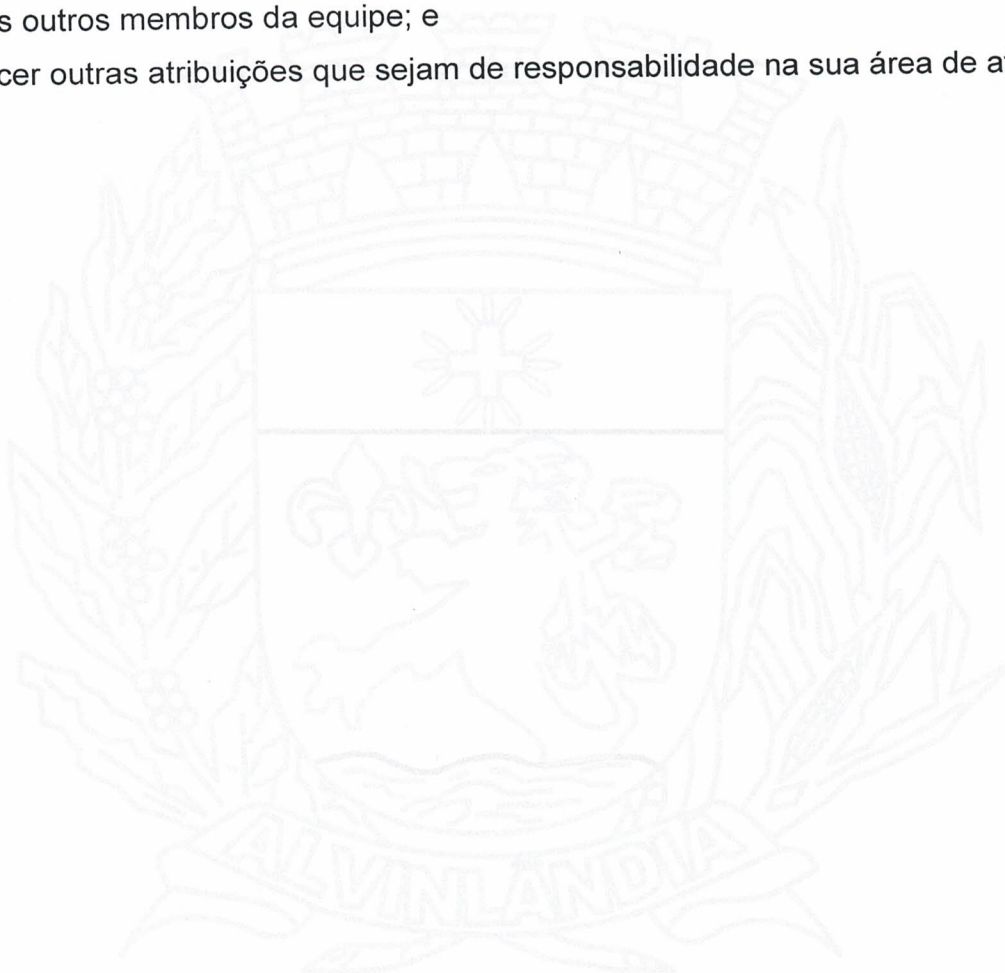 s outros membros da equipe; e
cer outras atribuições que sejam de responsabilidade na sua área de a
ALVINLANDIA